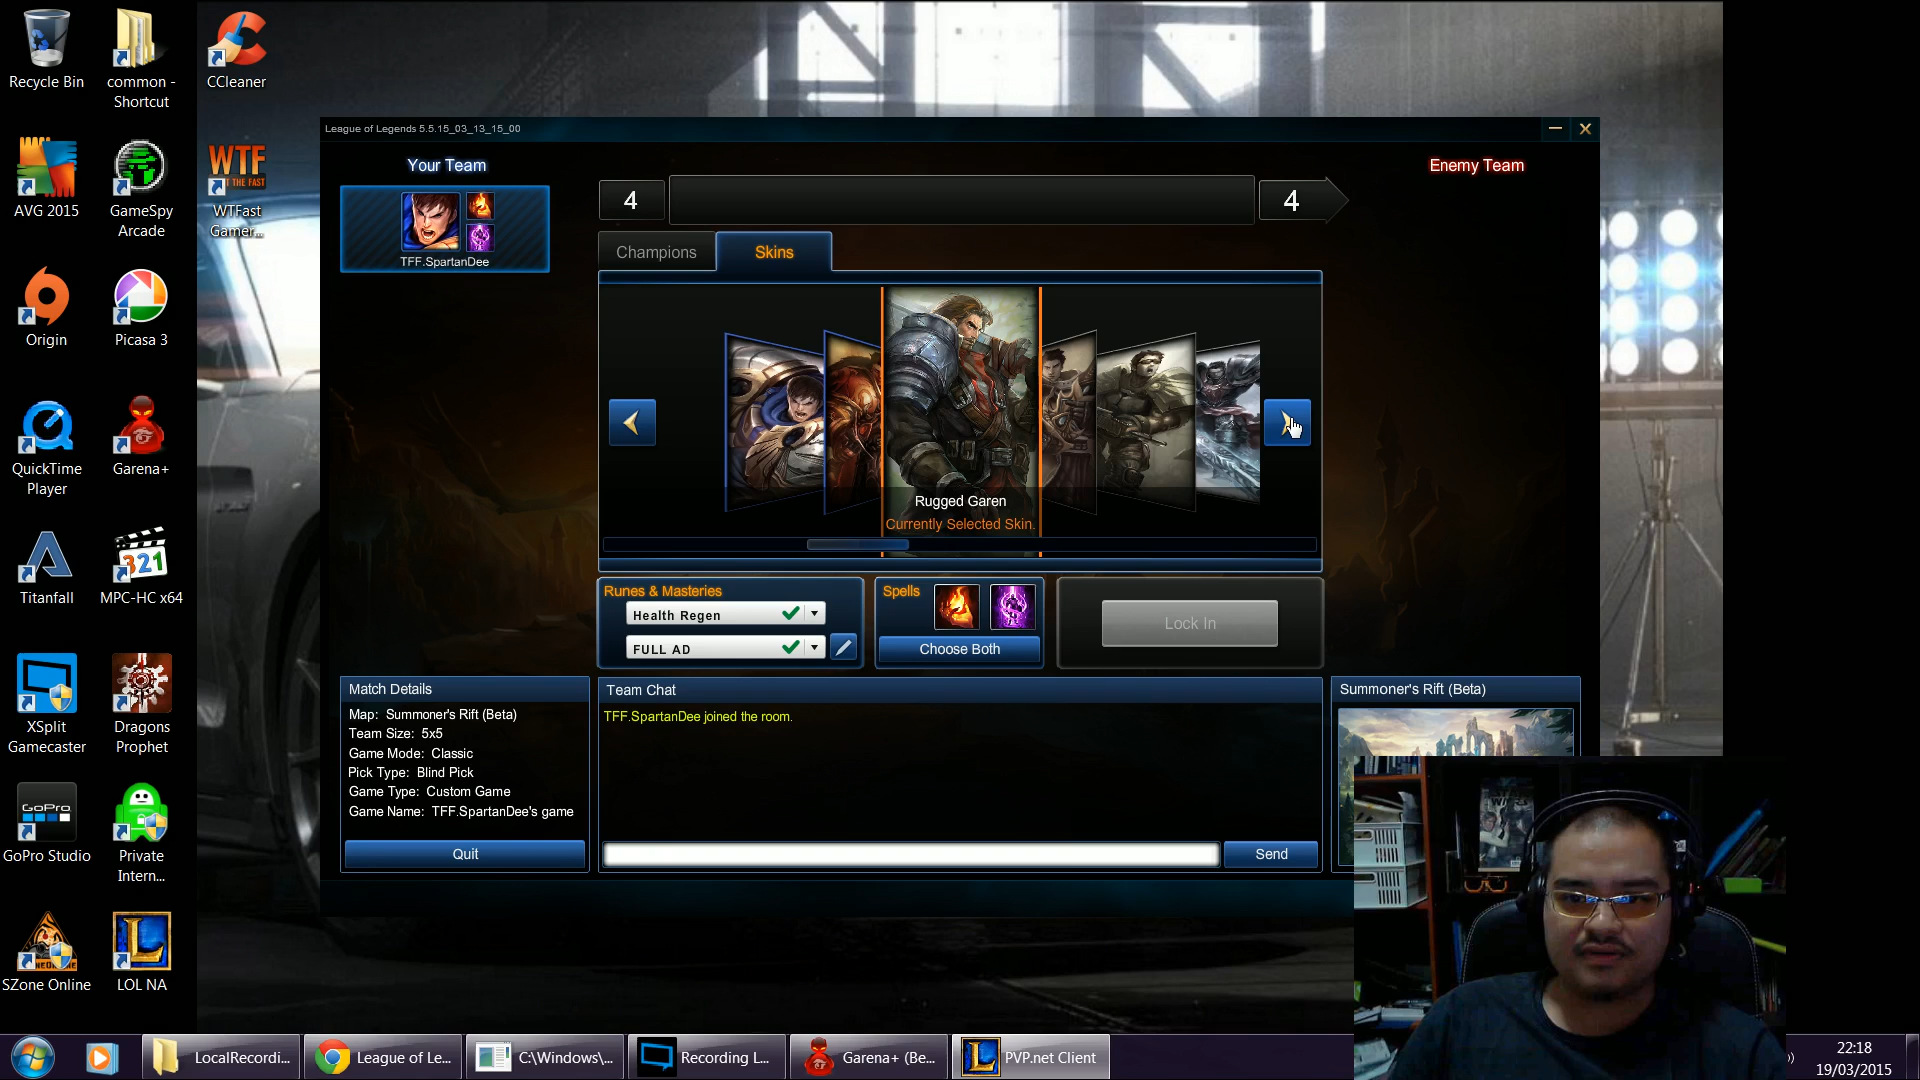 Recycle Bin
common -
Shortcut
CCleaner
AVG 2015
GameSpy
Arcade
WTF
T THE FAST
WTFast
Gamer...
Origin
Picasa 3
QuickTime
Player
Garena+
Titanfall
321
MPC-HC x64
XSplit
Gamecaster
Dragons
Prophet
GoPro
GoPro Studio
Private
Intern...
SZone Online
L
LOL NA
League of Legends 5.5.15_03_13_15_00
Your Team
Enemy Team
TFF.SpartanDee
4
4
Champions
Skins
Rugged Garen
Currently Selected Skin.
Runes & Masteries
Health Regen
FULL AD
Spells
Choose Both
Lock In
Match Details
Map: Summoner's Rift (Beta)
Team Size: 5x5
Game Mode: Classic
Pick Type: Blind Pick
Game Type: Custom Game
Game Name: TFF.SpartanDee's game
Quit
Team Chat
TFF.SpartanDee joined the room.
Send
Summoner's Rift (Beta)
LocalRecordi...
League of Le...
C:\Windows\...
Recording L...
Garena+ (Be...
L
PVP.net Client
22:18
19/03/2015